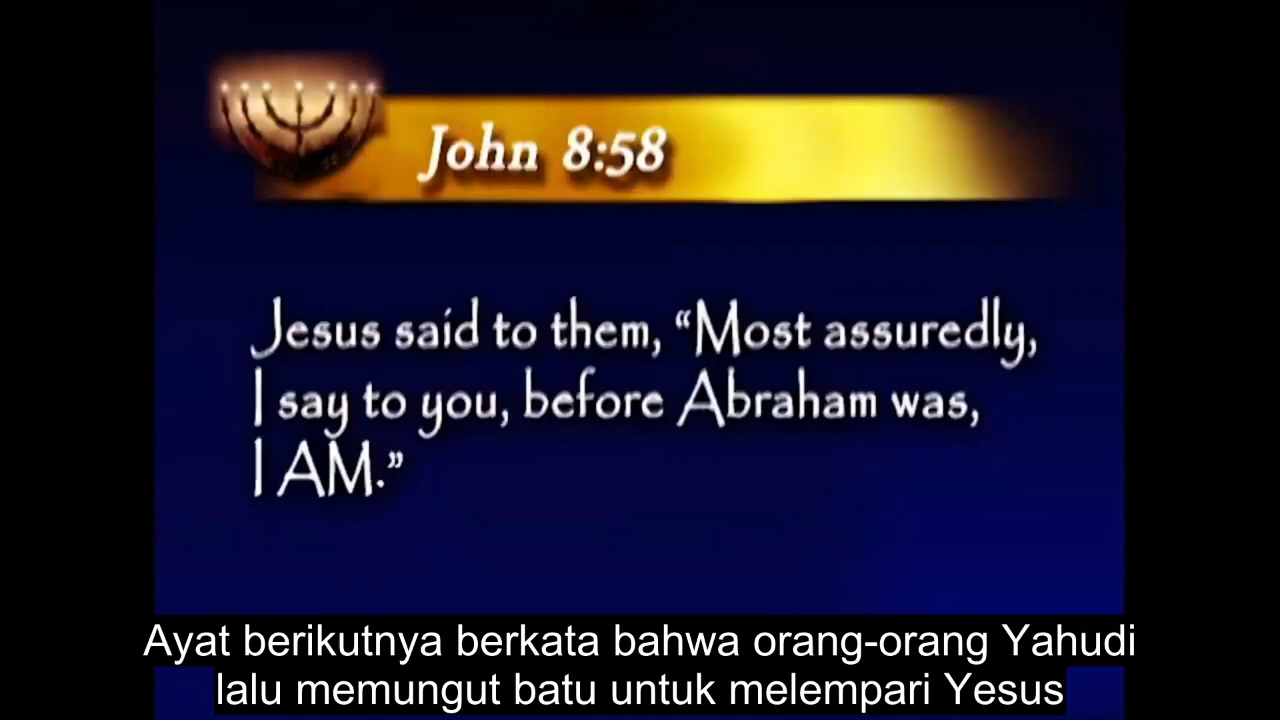 John 8:58
Jesus said to them, “Most assuredly,
I say to you, before Abraham was,
I AM.”
Ayat berikutnya berkata bahwa orang-orang Yahudi
lalu memungut batu untuk melempari Yesus